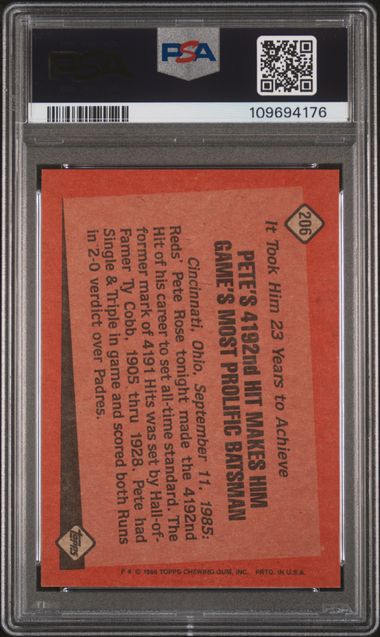 PSA
PSA
109694176
206
It Took Him 23 Years to Achieve
PETE'S 4192nd HIT MAKES HIM
GAME'S MOST PROLIFIC BATSMAN
Cincinnati, Ohio, September 11, 1985:
Reds' Pete Rose tonight made the 4192nd
Hit of his career to set all-time standard. The
former mark of 4191 Hits was set by Hall-of-
Famer Ty Cobb, 1905 thru 1928. Pete had
Single & Triple in game and scored both Runs
in 2-0 verdict over Padres.
topps
© 1986 TOPPS CHEWING GUM, INC. PRTD. IN U.S.A.